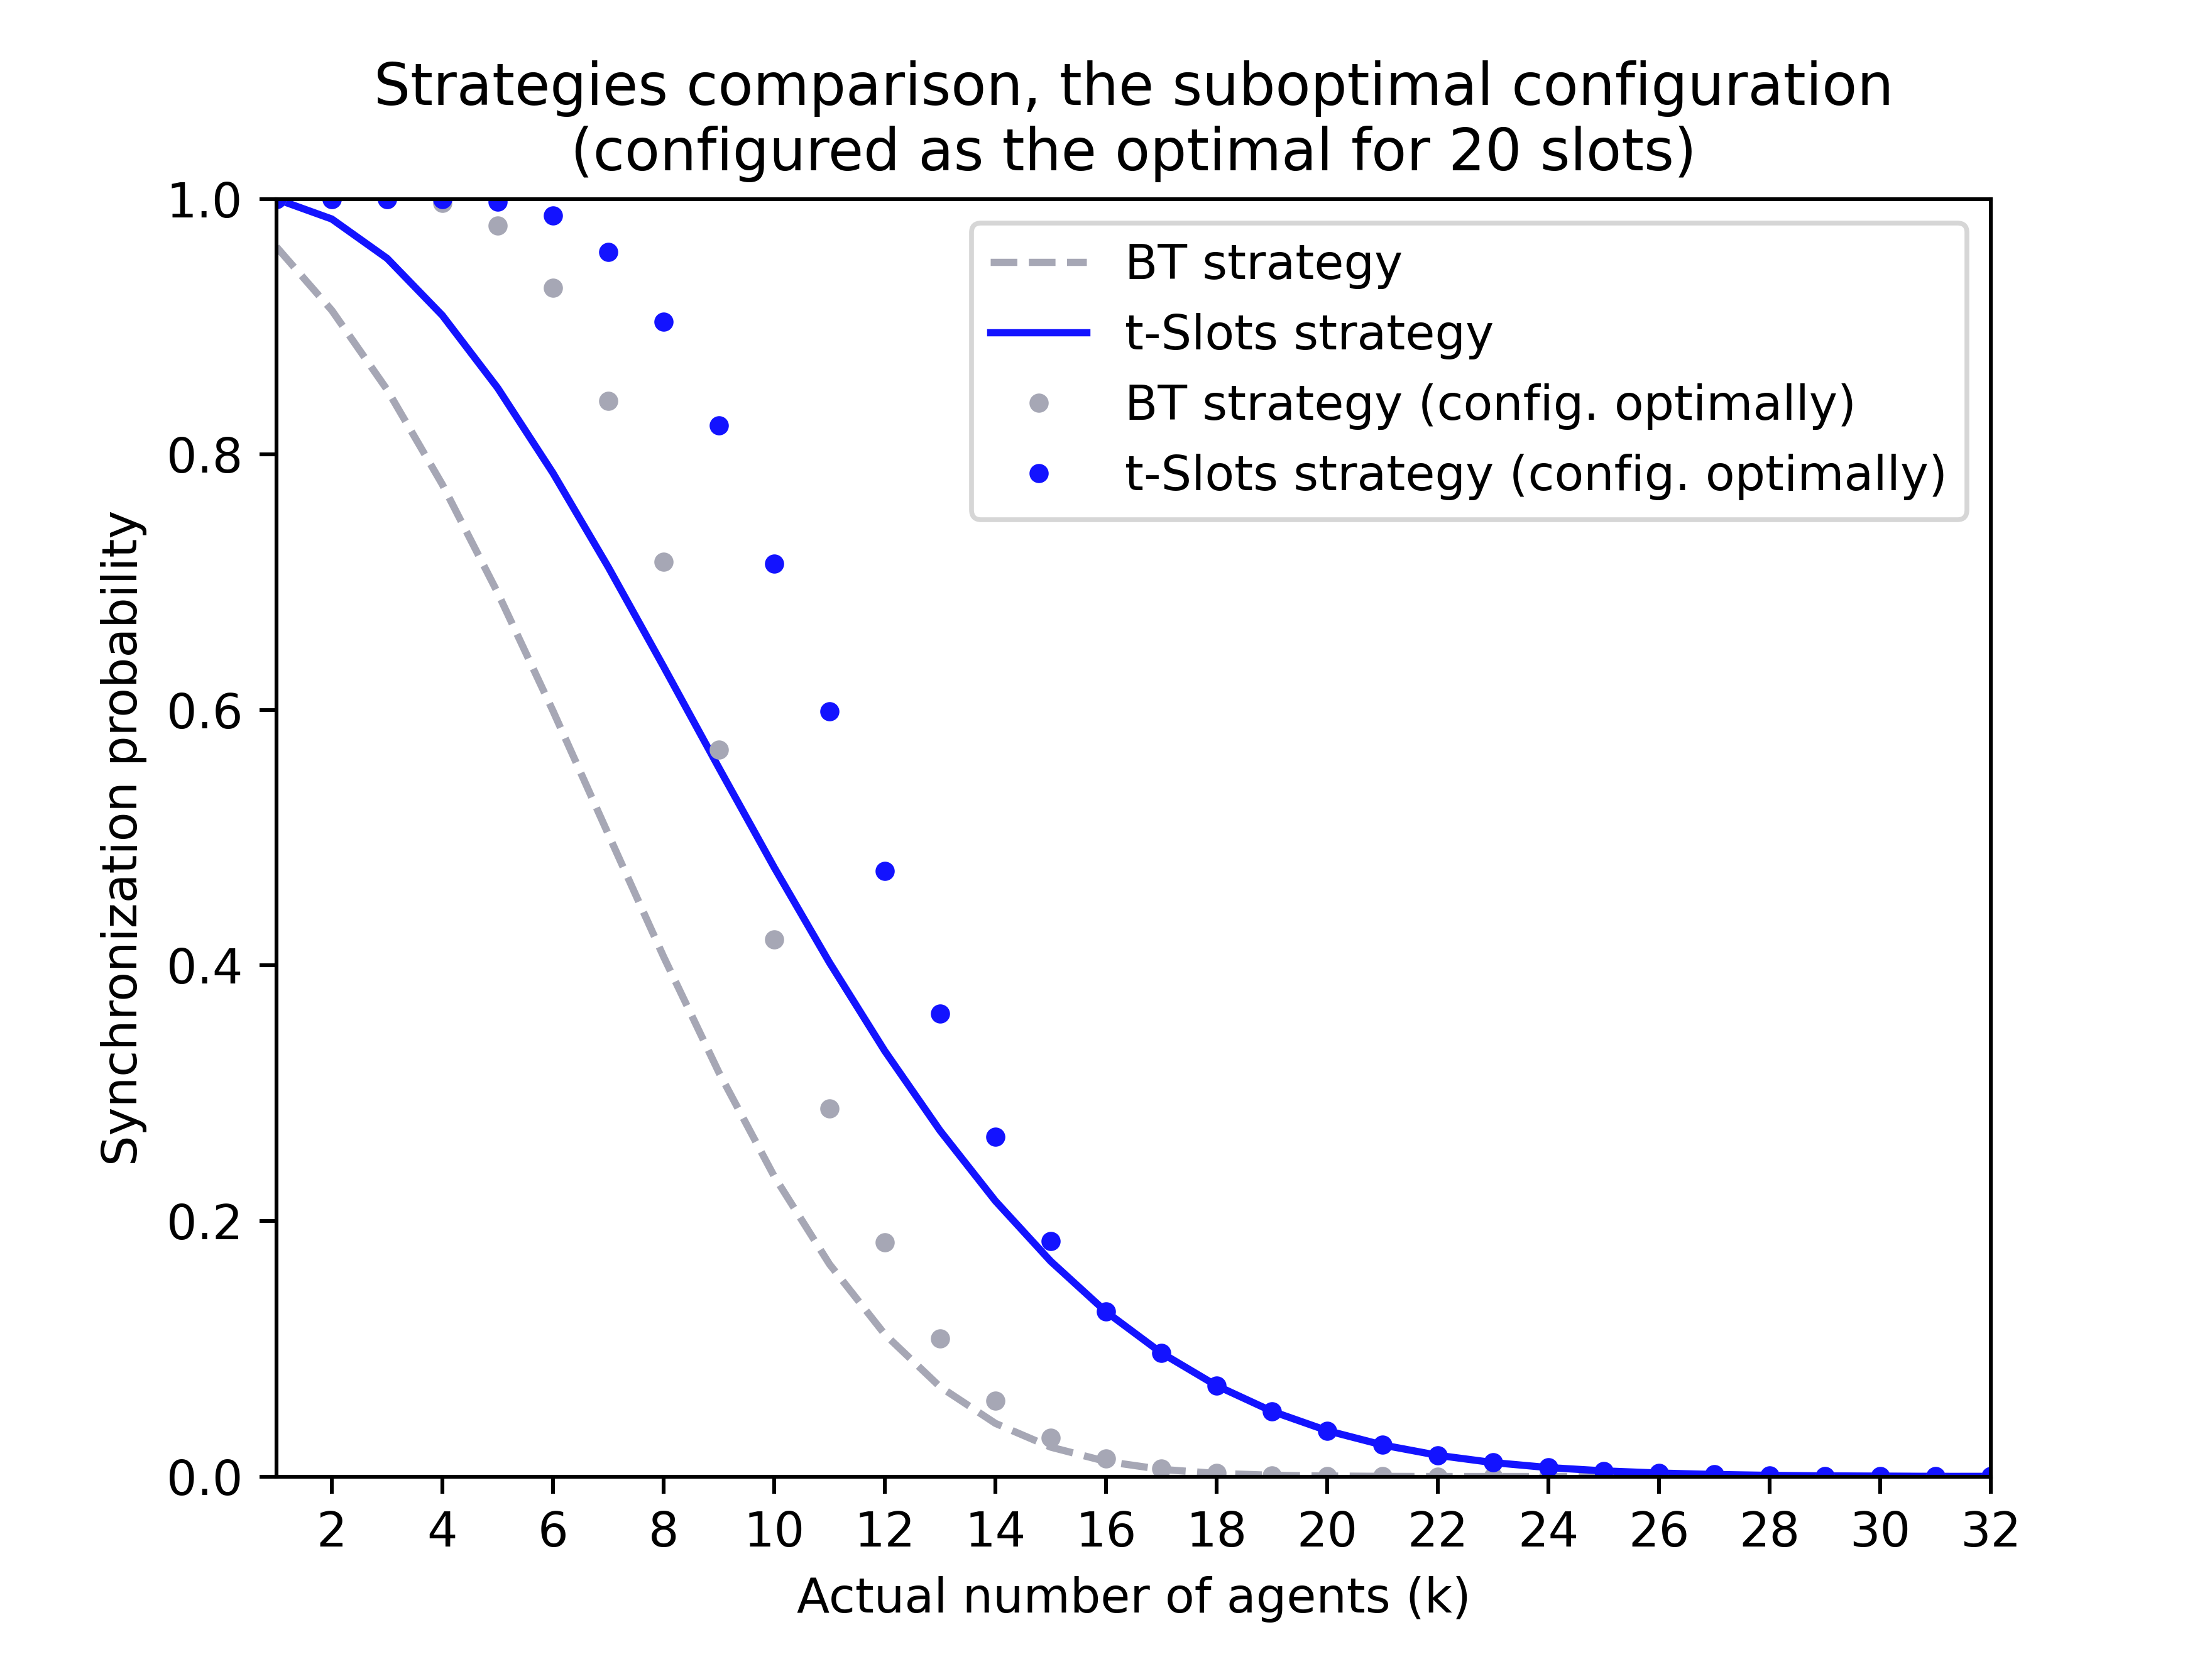 Strategies comparison, the suboptimal configuration
(configured as the optimal for 20 slots)
BT strategy
t-Slots strategy
BT strategy (config. optimally)
t-Slots strategy (config. optimally)
Synchronization probability
1.0
0.8
0.6
0.4
0.2
0.0
2 4 6 8 10 12 14 16 18 20 22 24 26 28 30 32
Actual number of agents (k)